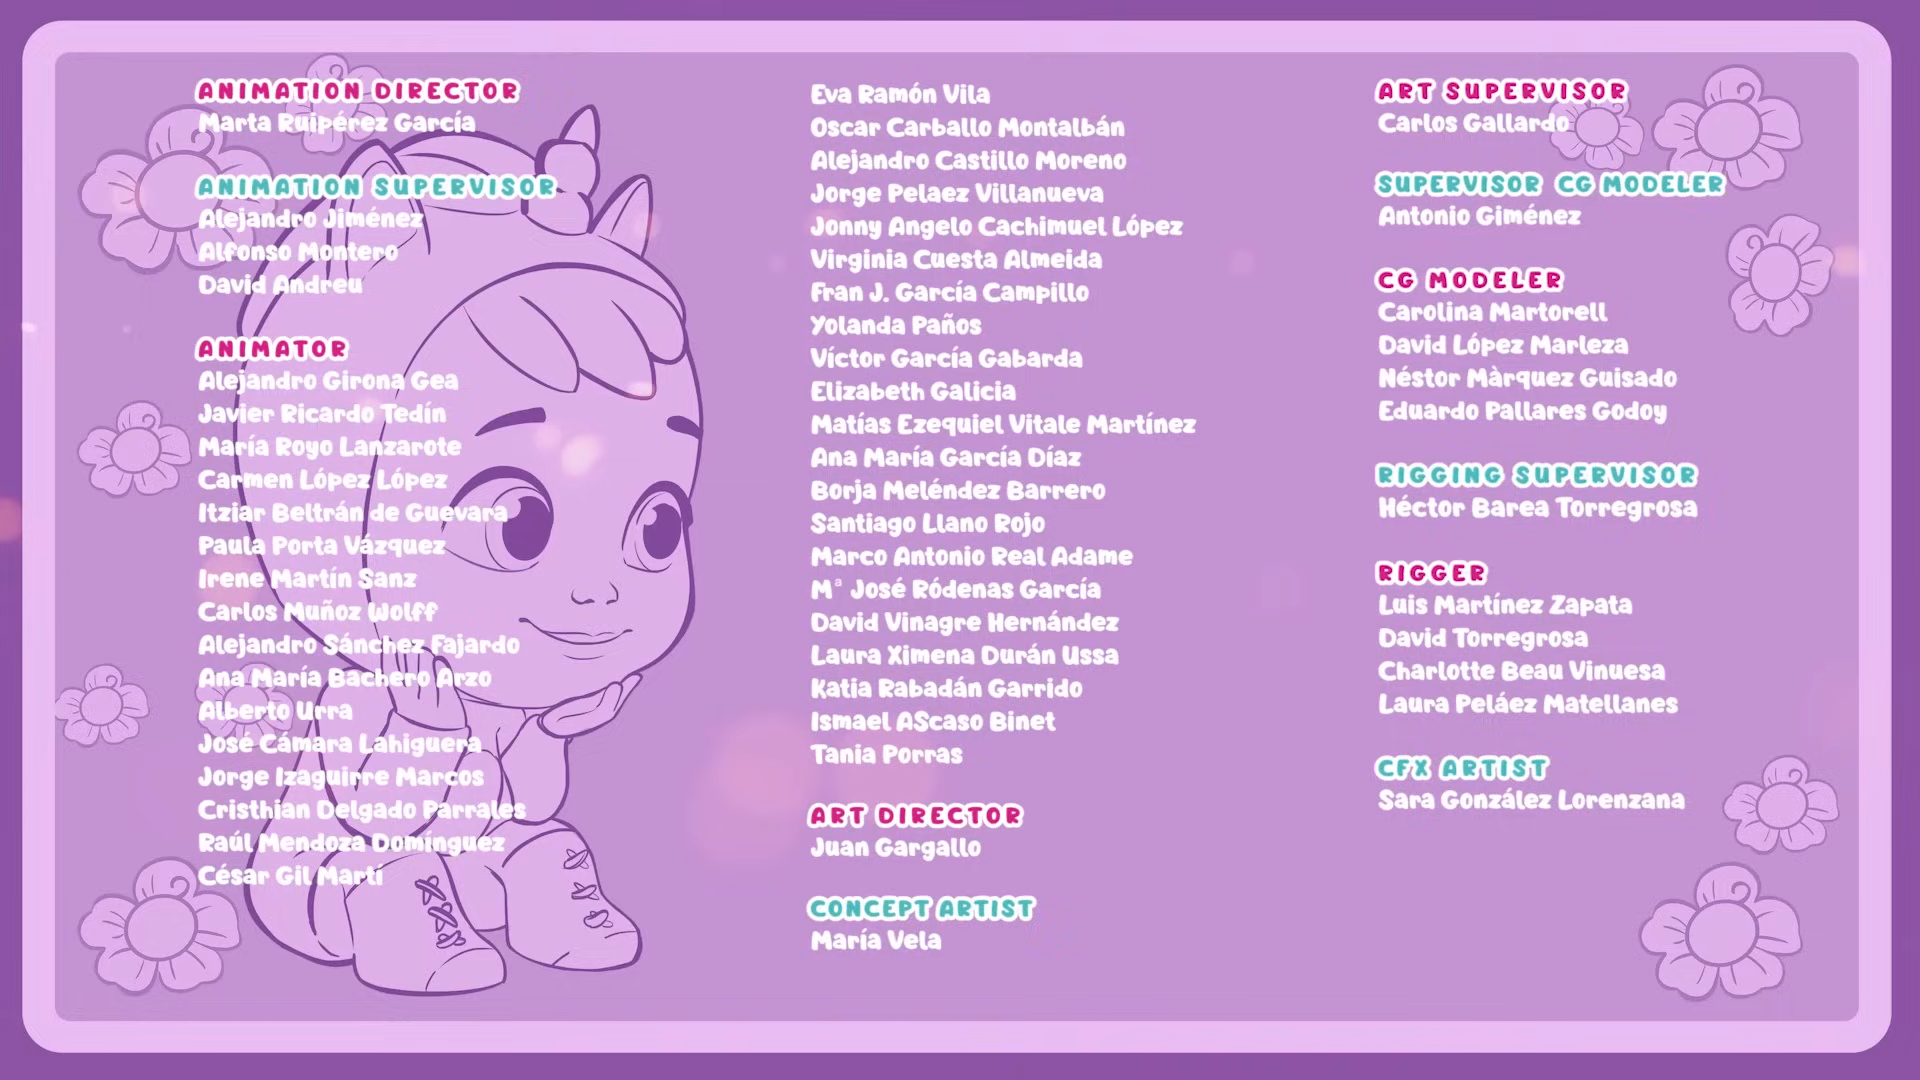 ANIMATION DIRECTOR
Marta Ruipérez García
ANIMATION SUPERVISOR
Alejandro Jiménez
Alfonso Montero
David Andreu
ANIMATOR
Alejandro Girona Gea
Javier Ricardo Tedín
María Royo Lanzarote
Carmen López López
Itziar Beltrán de Guevara
Paula Porta Vázquez
Irene Martín Sanz
Carlos Muñoz Wolff
Alejandro Sánchez Fajardo
Ana María Bachero Arzo
Alberto Urra
José Cámara Lahiguera
Jorge Izaguirre Marcos
Cristhian Delgado Parrales
Raúl Mendoza Domínguez
César Gil Martí
Eva Ramón Vila
Oscar Carballo Montalbán
Alejandro Castillo Moreno
Jorge Pelaez Villanueva
Jonny Angelo Cachimuel López
Virginia Cuesta Almeida
Fran J. García Campillo
Yolanda Paños
Víctor García Gabarda
Elizabeth Galicia
Matías Ezequiel Vitale Martínez
Ana María García Díaz
Borja Meléndez Barrero
Santiago Llano Rojo
Marco Antonio Real Adame
Mª José Ródenas García
David Vinagre Hernández
Laura Ximena Durán Ussa
Katia Rabadán Garrido
Ismael AScaso Binet
Tania Porras
ART DIRECTOR
Juan Gargallo
CONCEPT ARTIST
María Vela
ART SUPERVISOR
Carlos Gallardo
SUPERVISOR CG MODELER
Antonio Giménez
CG MODELER
Carolina Martorell
David López Marleza
Néstor Màrquez Guisado
Eduardo Pallares Godoy
RIGGING SUPERVISOR
Héctor Barea Torregrosa
RIGGER
Luis Martínez Zapata
David Torregrosa
Charlotte Beau Vinuesa
Laura Peláez Matellanes
CFX ARTIST
Sara González Lorenzana